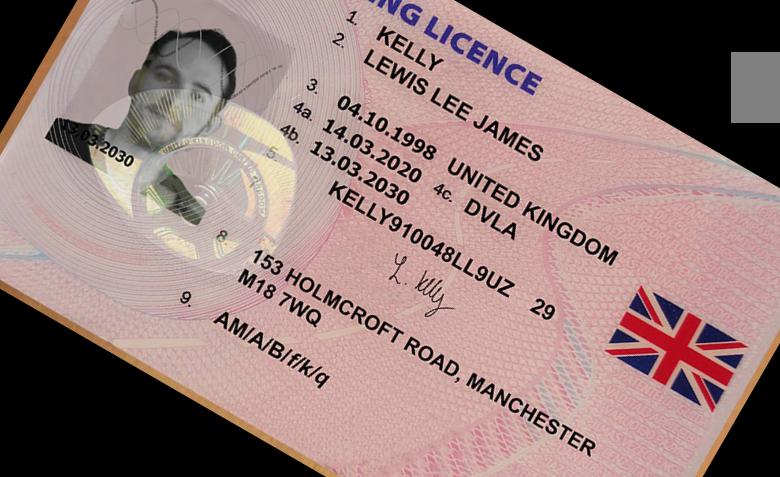 NG LICENCE
1. KELLY
2. LEWIS LEE JAMES
3. 04.10.1998 UNITED KINGDOM
4a. 14.03.2020 4c. DVLA
4b. 13.03.2030
5. KELLY910048LL9UZ 29
13.03.2030
L. Kelly
8 153 HOLMCROFT ROAD, MANCHESTER
M18 7WQ
9. AM/A/B/f/k/q